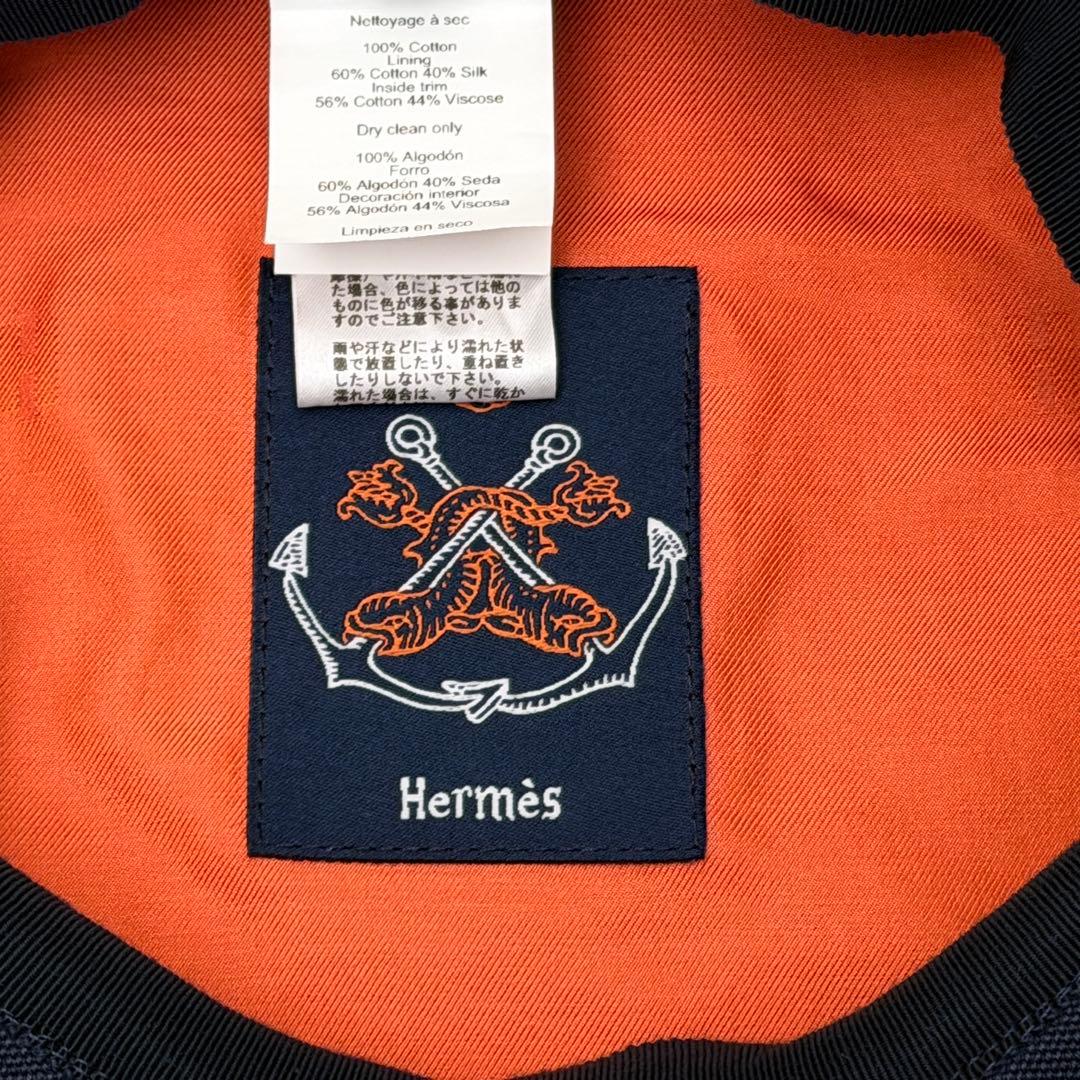 Nettoyage à sec
100% Cotton
Lining
60% Cotton 40% Silk
Inside trim
56% Cotton 44% Viscose
Dry clean only
100% Algodón
Forro
60% Algodón 40% Seda
Decoración interior
56% Algodón 44% Viscosa
Limpieza en seco
た場合、色によっては他の
ものに色が移る事がありま
すのでご注意下さい。
雨や汗などにより濡れた状
態で放置したり、重ね置き
したりしないで下さい。
濡れた場合は、すぐに乾か
Hermès